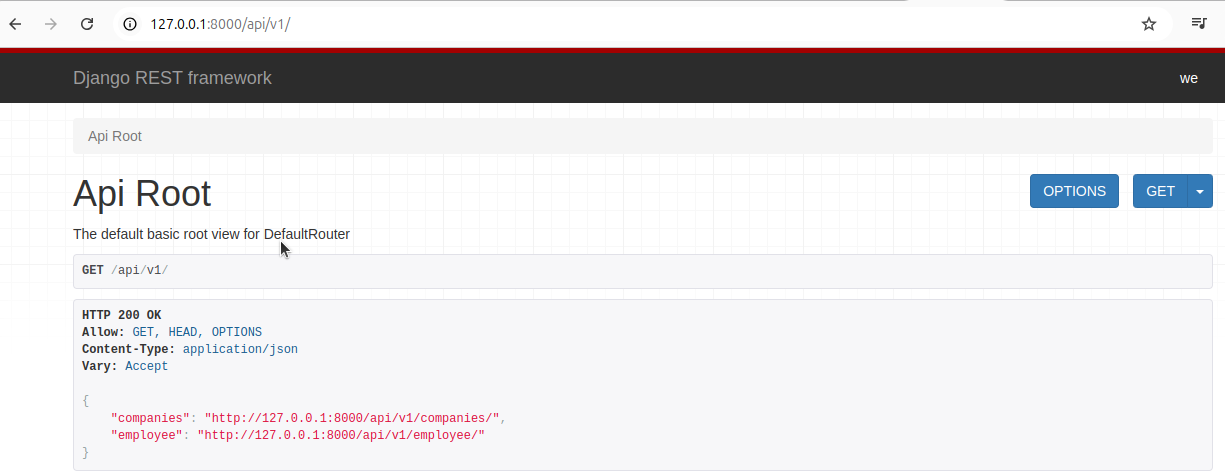 127.0.0.1:8000/api/v1/
Django REST framework
we
Api Root
Api Root
OPTIONS
GET
The default basic root view for DefaultRouter
GET /api/v1/
HTTP 200 OK
Allow: GET, HEAD, OPTIONS
Content-Type: application/json
Vary: Accept
{
"companies": "http://127.0.0.1:8000/api/v1/companies/",
"employee": "http://127.0.0.1:8000/api/v1/employee/"
}